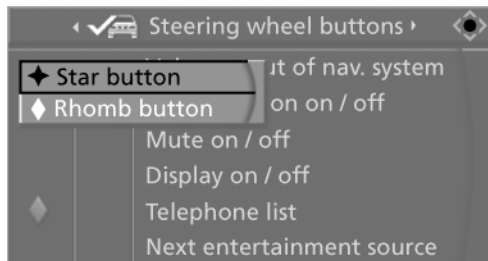 Steering wheel buttons
Star button
Rhomb button
ut of nav. system
on on / off
Mute on / off
Display on / off
Telephone list
Next entertainment source